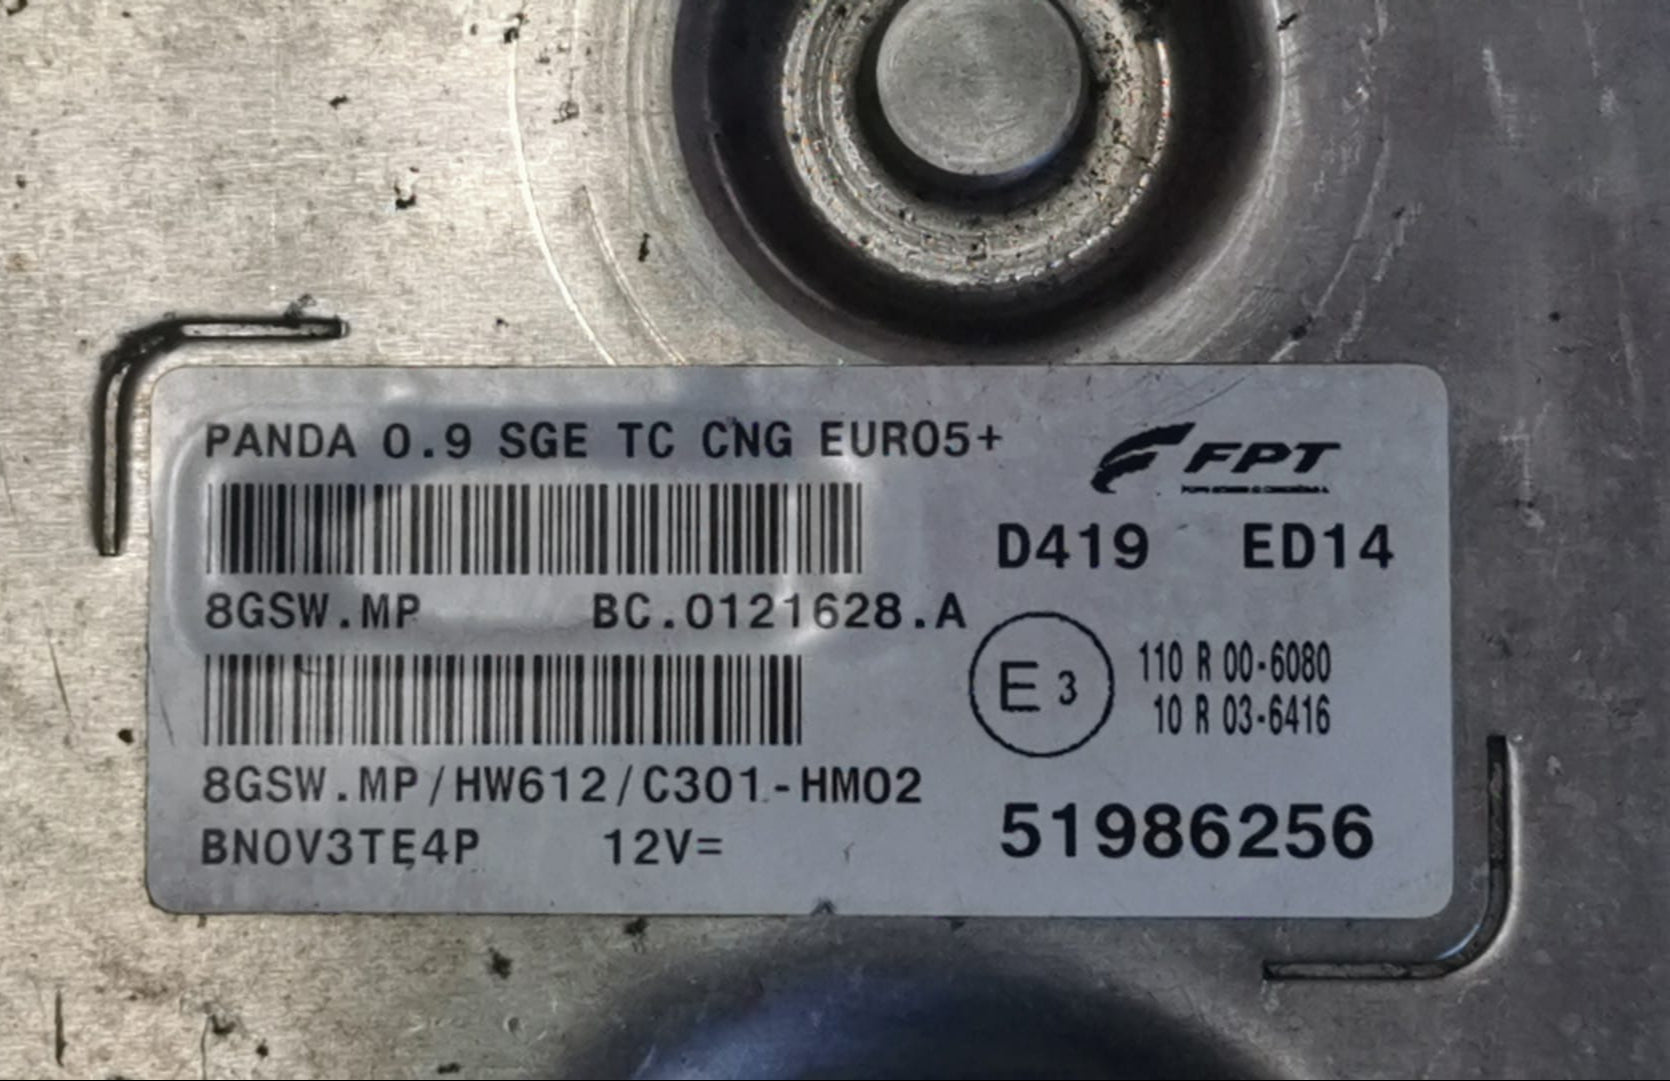 PANDA 0.9 SGE TC CNG EURO5+
FPT
D419 ED14
8GSW.MP BC.0121628.A
E 3
110 R 00-6080
10 R 03-6416
8GSW.MP/HW612/C301-HM02
BNOV3TE4P 12V=
51986256